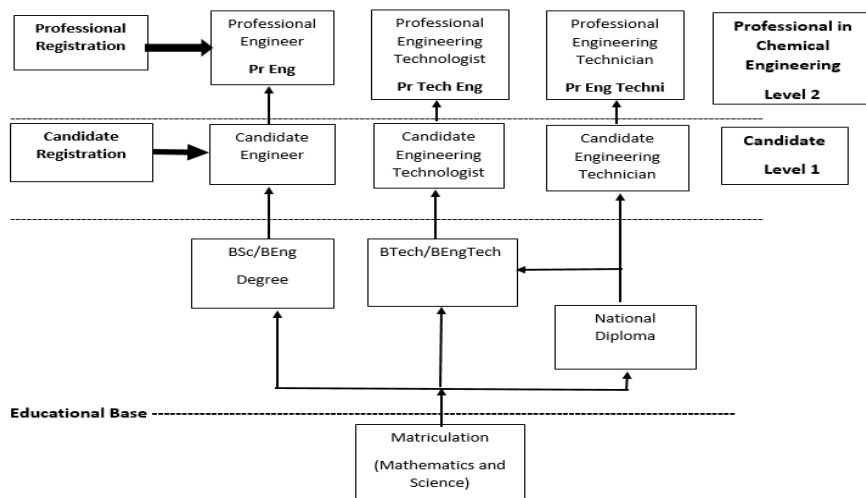 Professional
Registration
Professional
Engineer
Pr Eng
Professional
Engineering
Technologist
Pr Tech Eng
Professional
Engineering
Technician
Pr Eng Techni
Professional in
Chemical
Engineering
Level 2
Candidate
Registration
Candidate
Engineer
Candidate
Engineering
Technologist
Candidate
Engineering
Technician
Candidate
Level 1
BSc/BEng
Degree
BTech/BEngTech
National
Diploma
Educational Base
Matriculation
(Mathematics and
Science)